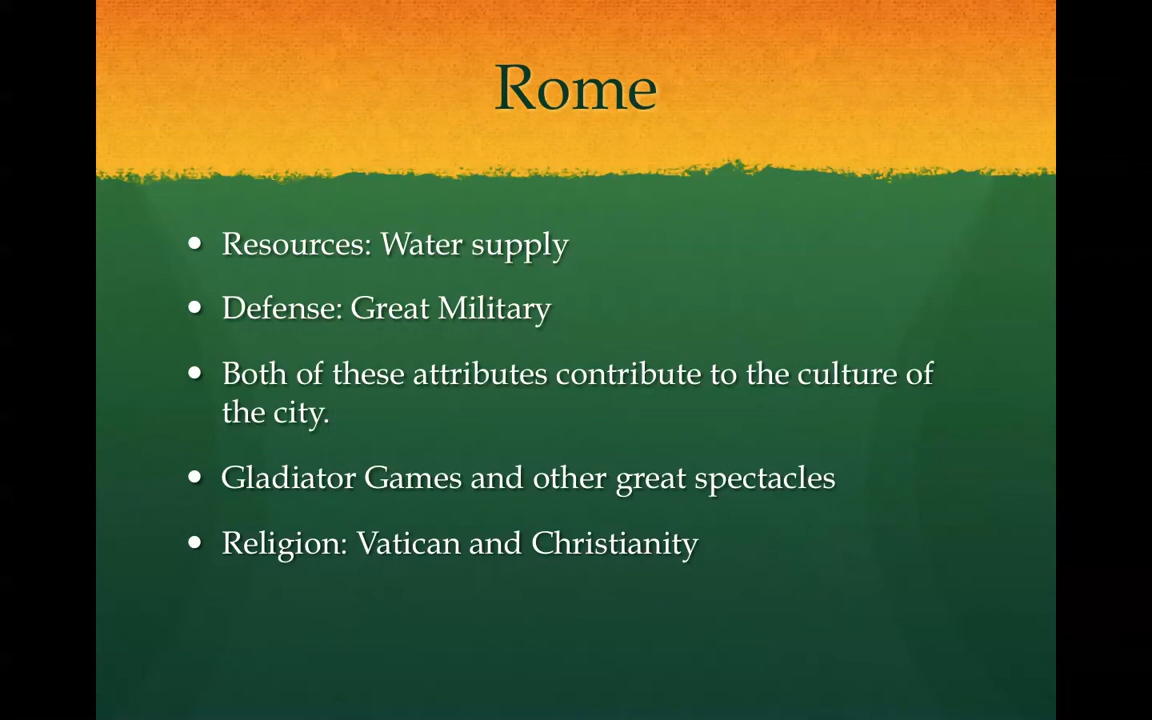 Rome
• Resources: Water supply
• Defense: Great Military
• Both of these attributes contribute to the culture of
the city.
• Gladiator Games and other great spectacles
• Religion: Vatican and Christianity